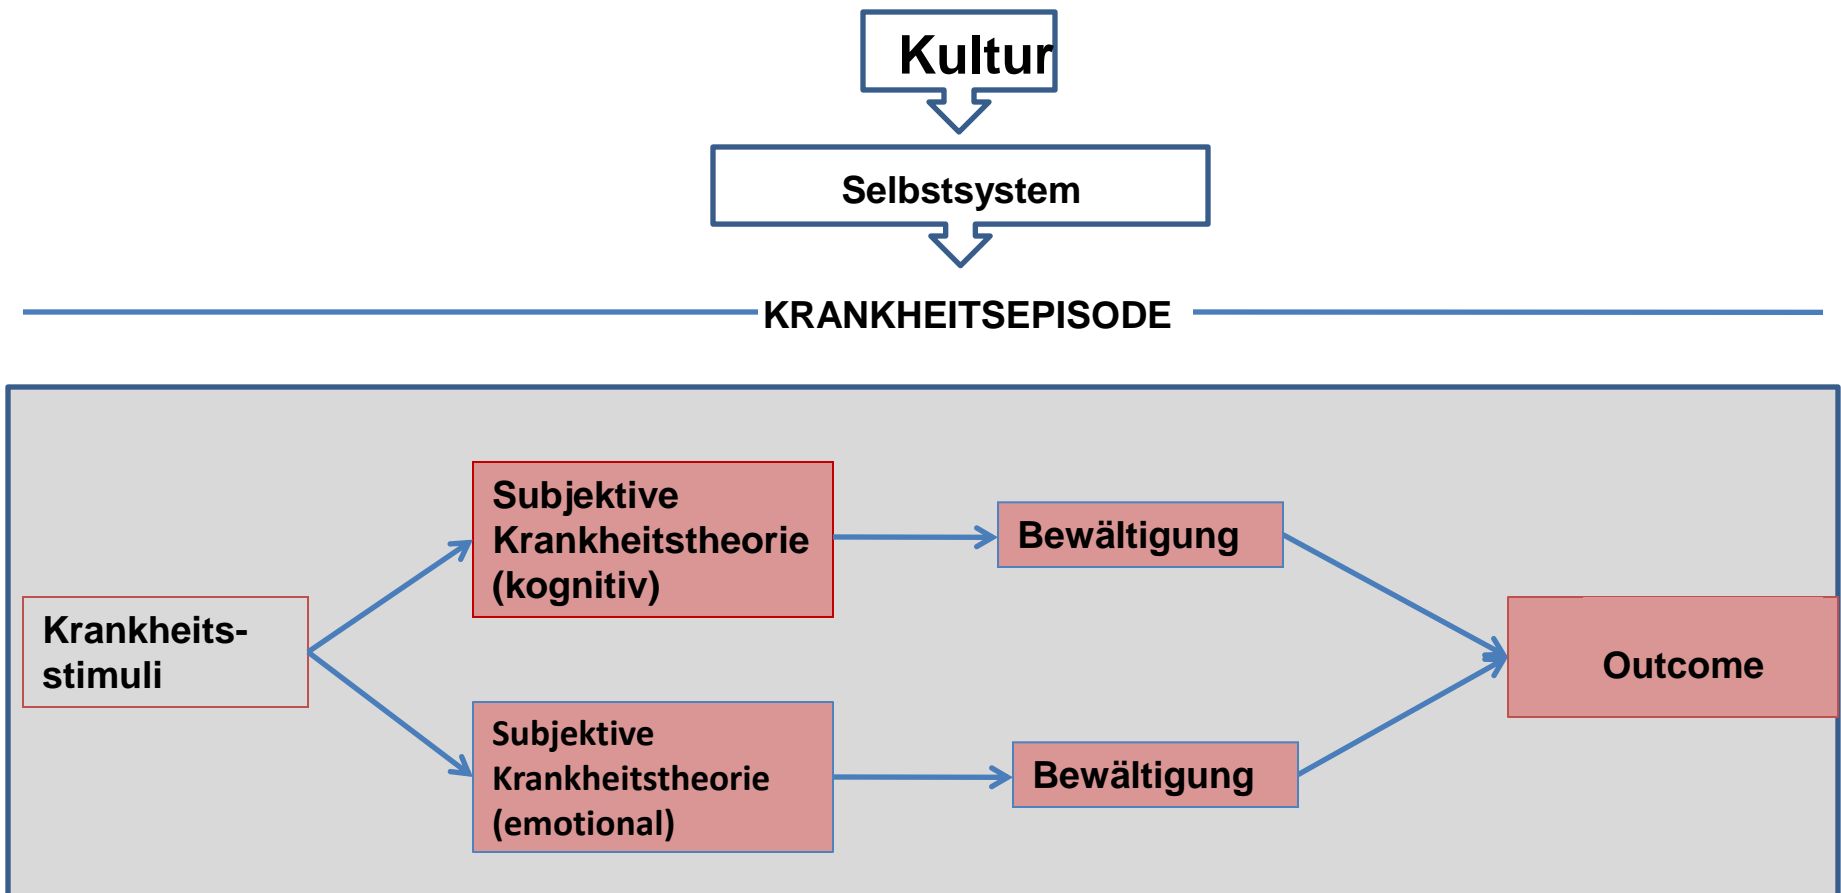 Kultur
Selbstsystem
KRANKHEITSEPISODE
Subjektive
Krankheitstheorie
(kognitiv)
Bewältigung
Krankheits-
stimuli
Outcome
Subjektive
Krankheitstheorie
(emotional)
Bewältigung